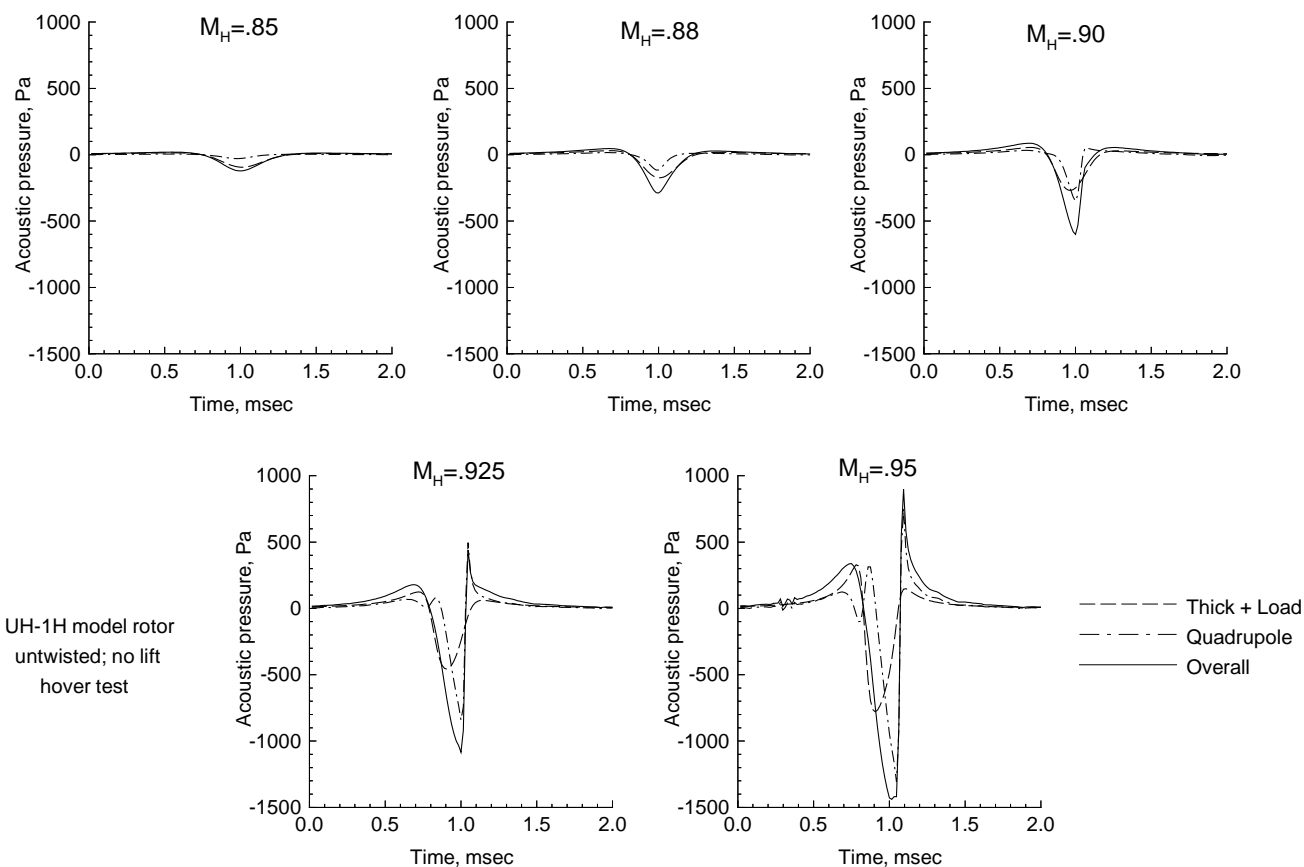 M_H=.85
1000
500
0
-500
-1000
-1500
Acoustic pressure, Pa
0.0 0.5 1.0 1.5 2.0
Time, msec
M_H=.88
1000
500
0
-500
-1000
-1500
Acoustic pressure, Pa
0.0 0.5 1.0 1.5 2.0
Time, msec
M_H=.90
1000
500
0
-500
-1000
-1500
Acoustic pressure, Pa
0.0 0.5 1.0 1.5 2.0
Time, msec
UH-1H model rotor
untwisted; no lift
hover test
M_H=.925
1000
500
0
-500
-1000
-1500
Acoustic pressure, Pa
0.0 0.5 1.0 1.5 2.0
Time, msec
M_H=.95
1000
500
0
-500
-1000
-1500
Acoustic pressure, Pa
0.0 0.5 1.0 1.5 2.0
Time, msec
Thick + Load
Quadrupole
Overall